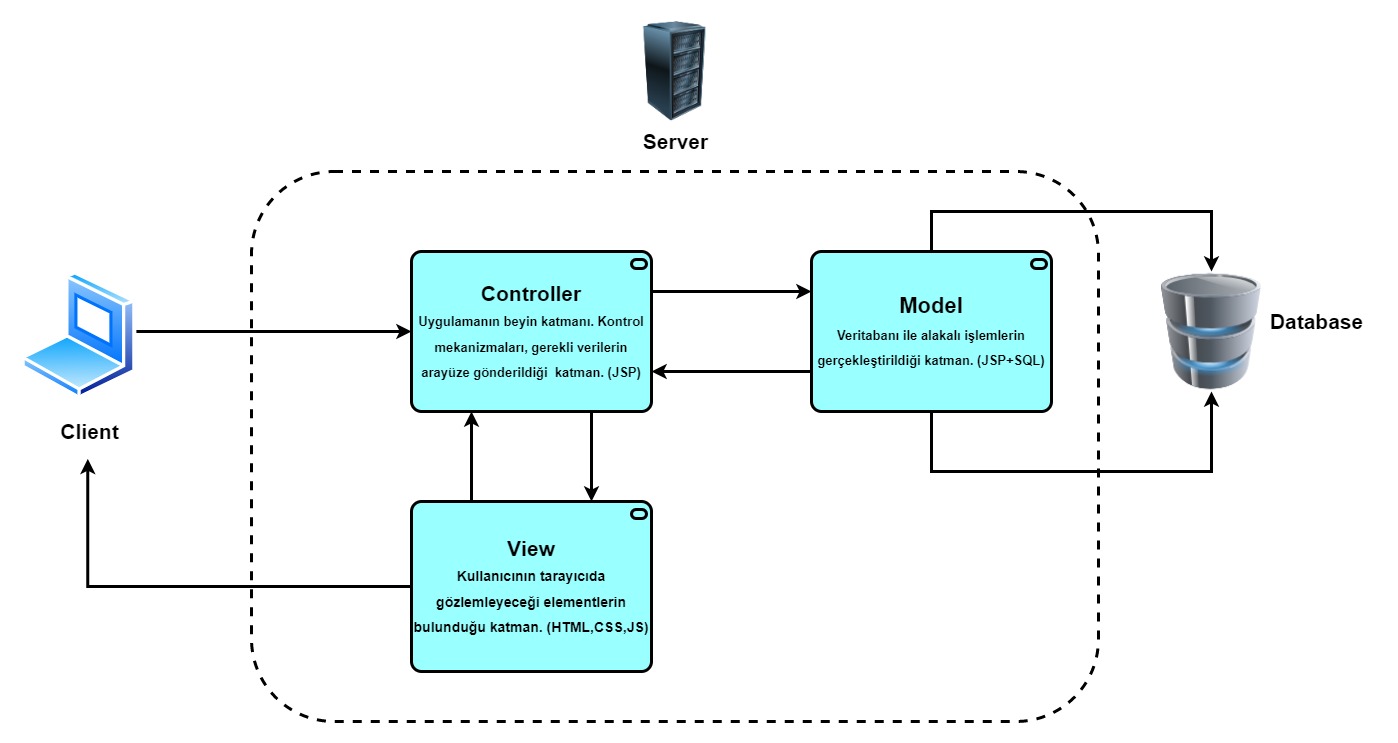 Server
Controller
Uygulamanın beyin katmanı. Kontrol
mekanizmaları, gerekli verilerin
arayüze gönderildiği katman. (JSP)
Model
Veritabanı ile alakalı işlemlerin
gerçekleştirildiği katman. (JSP+SQL)
Database
Client
View
Kullanıcının tarayıcıda
gözlemleyeceği elementlerin
bulunduğu katman. (HTML,CSS,JS)